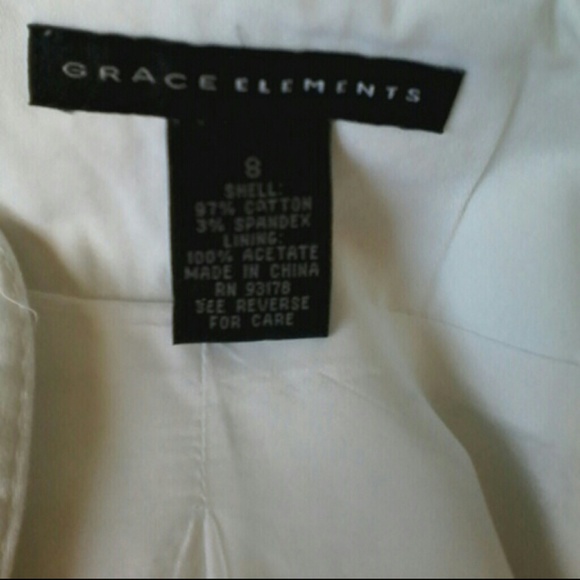 GRACE ELEMENTS
8
SHELL:
97% COTTON
3% SPANDEX
LINING:
100% ACETATE
MADE IN CHINA
RN 93178
SEE REVERSE
FOR CARE